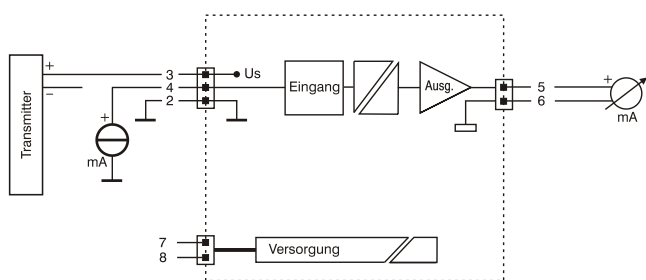 Transmitter
+
−
3
Us
4
2
+
mA
Eingang
Ausg.
5
6
+
mA
7
8
Versorgung